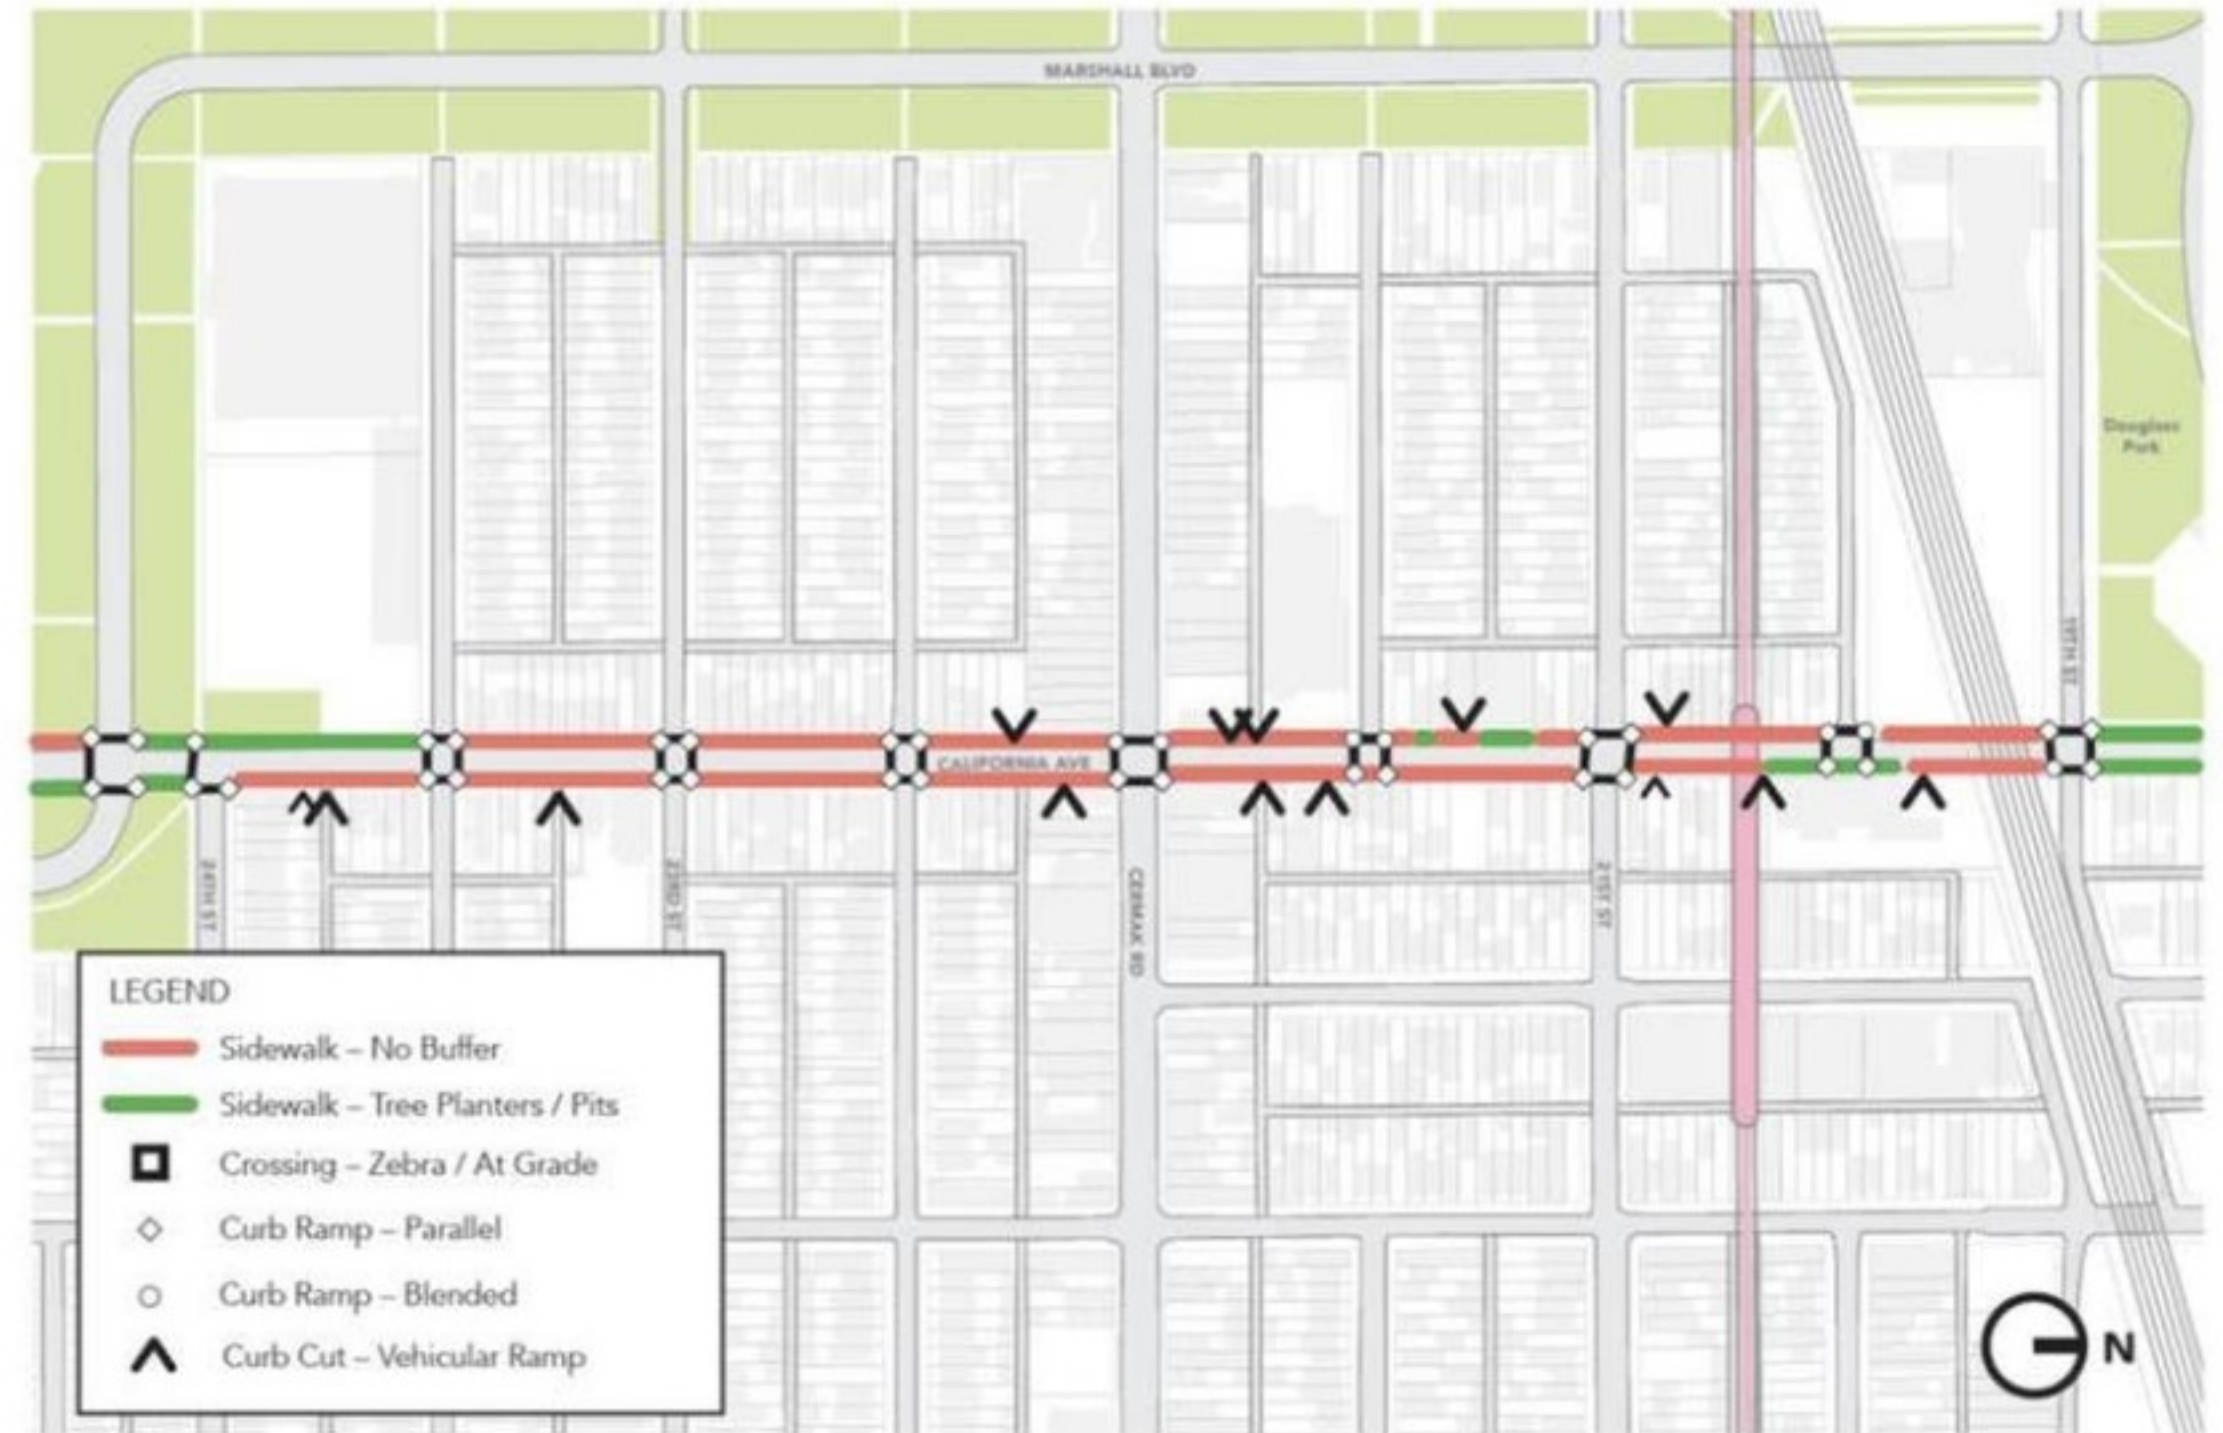 MARSHALL BLVD
Douglass
Park
19TH ST
CALIFORNIA AVE
24TH ST
23RD ST
CERMAK RD
21ST ST
LEGEND
Sidewalk – No Buffer
Sidewalk – Tree Planters / Pits
Crossing – Zebra / At Grade
Curb Ramp – Parallel
Curb Ramp – Blended
Curb Cut – Vehicular Ramp
N